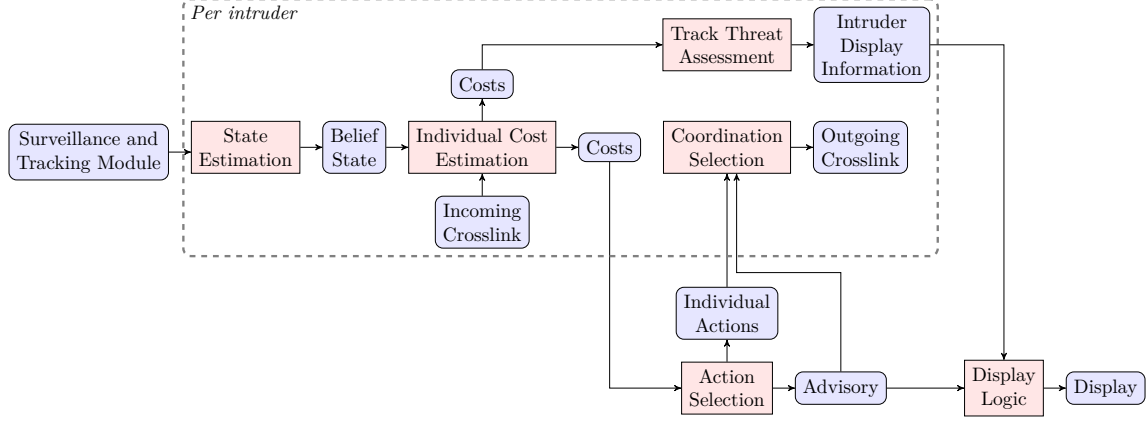 Per intruder
Track Threat
Assessment
Intruder
Display
Information
Costs
Surveillance and
Tracking Module
State
Estimation
Belief
State
Individual Cost
Estimation
Costs
Coordination
Selection
Outgoing
Crosslink
Incoming
Crosslink
Individual
Actions
Action
Selection
Advisory
Display
Logic
Display